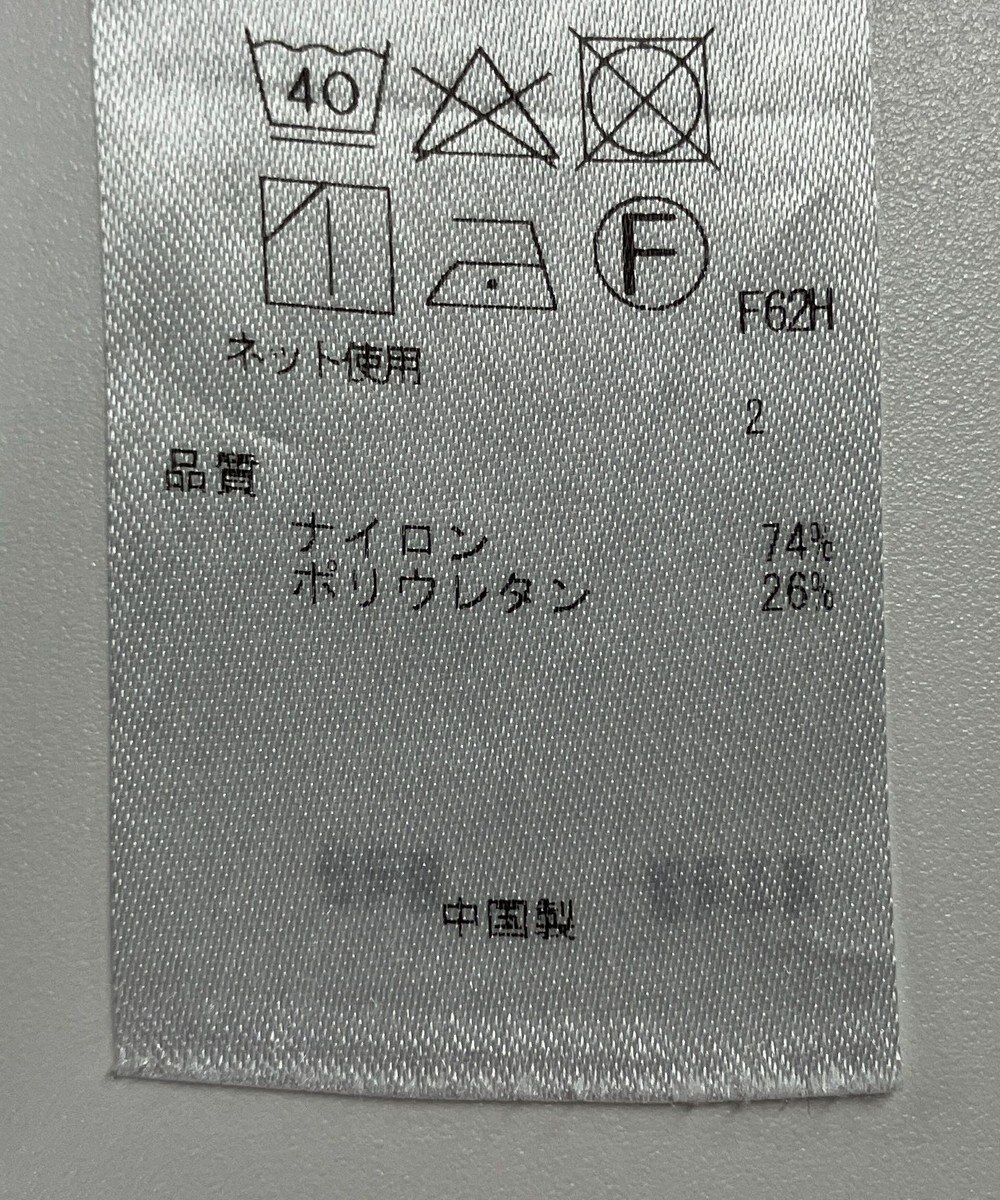 40
F
F62H
ネット使用
2
品質
ナイロン 74%
ポリウレタン 26%
中国製